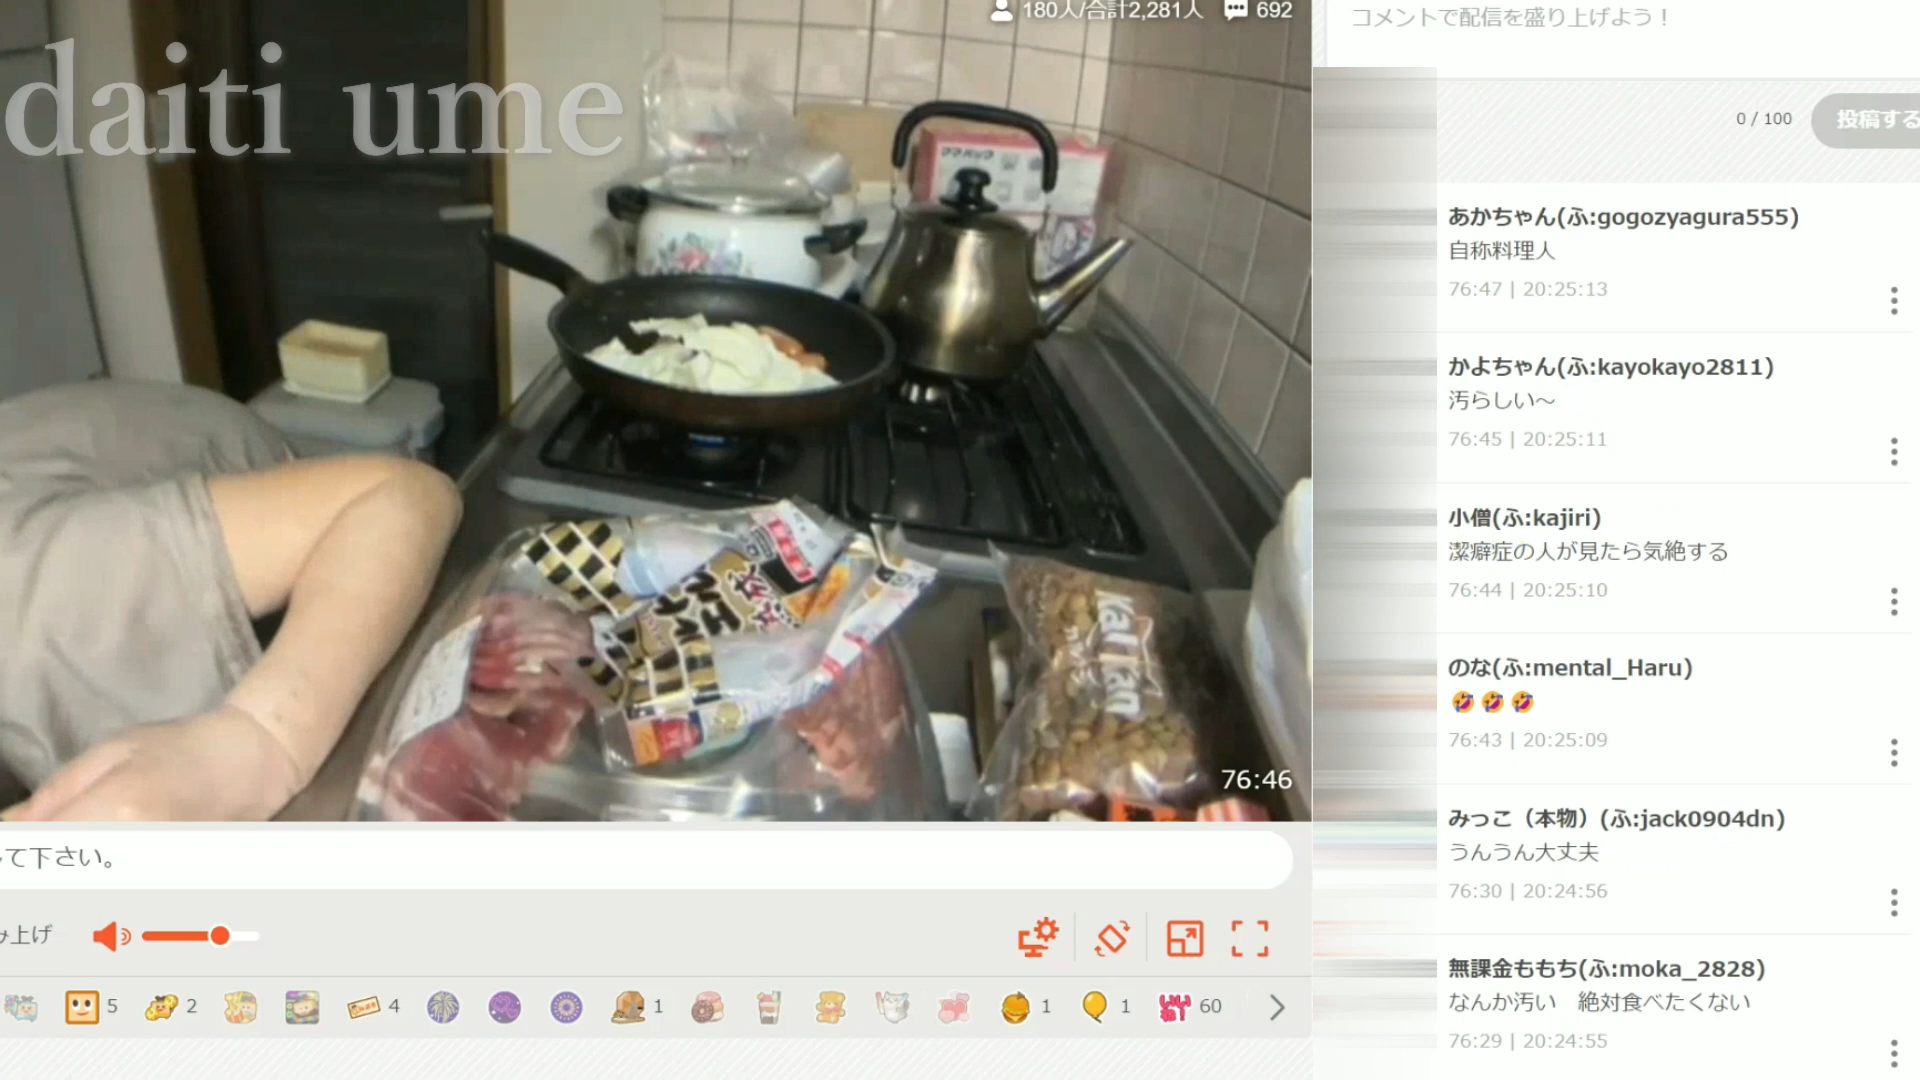 180人/合計2,281人 692
コメントで配信を盛り上げよう！
daiti ume
0 / 100
投稿する
あかちゃん(ふ:gogozyagura555)
自称料理人
76:47 | 20:25:13
かよちゃん(ふ:kayokayo2811)
汚らしい～
76:45 | 20:25:11
小僧(ふ:kajiri)
潔癖症の人が見たら気絶する
76:44 | 20:25:10
のな(ふ:mental_Haru)
🤣🤣🤣
76:43 | 20:25:09
みっこ（本物）(ふ:jack0904dn)
うんうん大丈夫
76:30 | 20:24:56
無課金ももち(ふ:moka_2828)
なんか汚い　絶対食べたくない
76:29 | 20:24:55
Kal Kan
76:46
て下さい。
み上げ
5 2 4 1 1 1 60